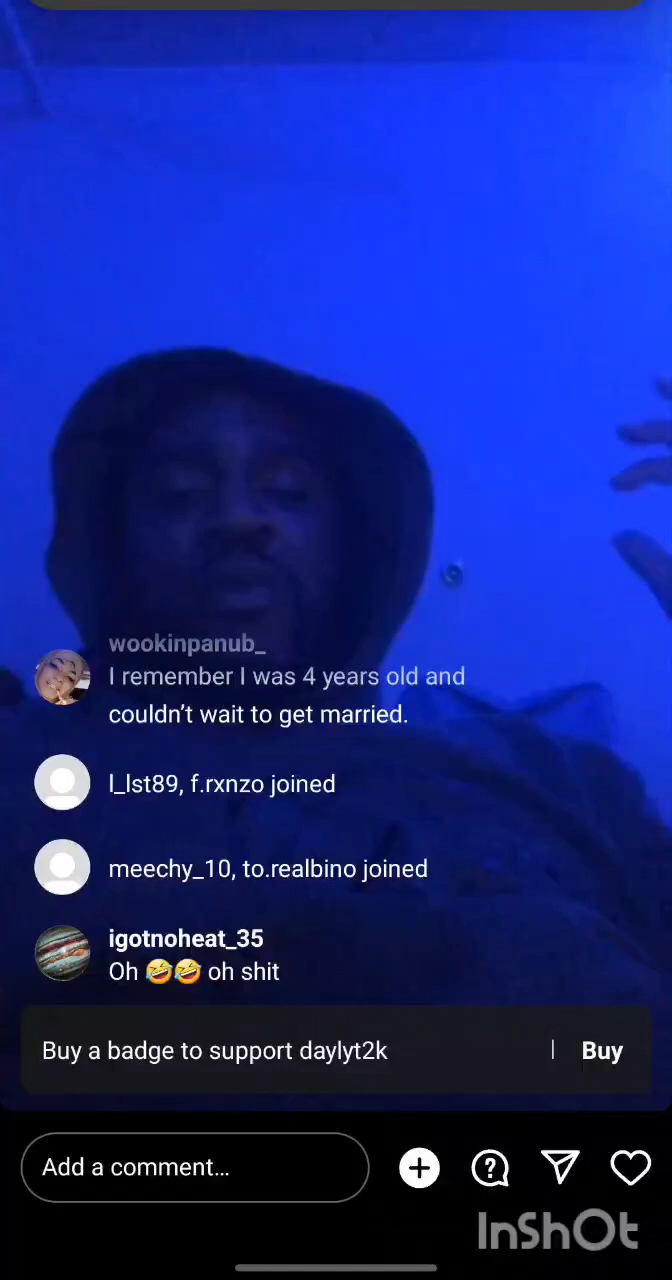 wookinpanub_
I remember I was 4 years old and
couldn't wait to get married.
l_lst89, f.rxnzo joined
meechy_10, to.realbino joined
igotnoheat_35
Oh 🤣🤣 oh shit
Buy a badge to support daylyt2k | Buy
Add a comment...
InShOt